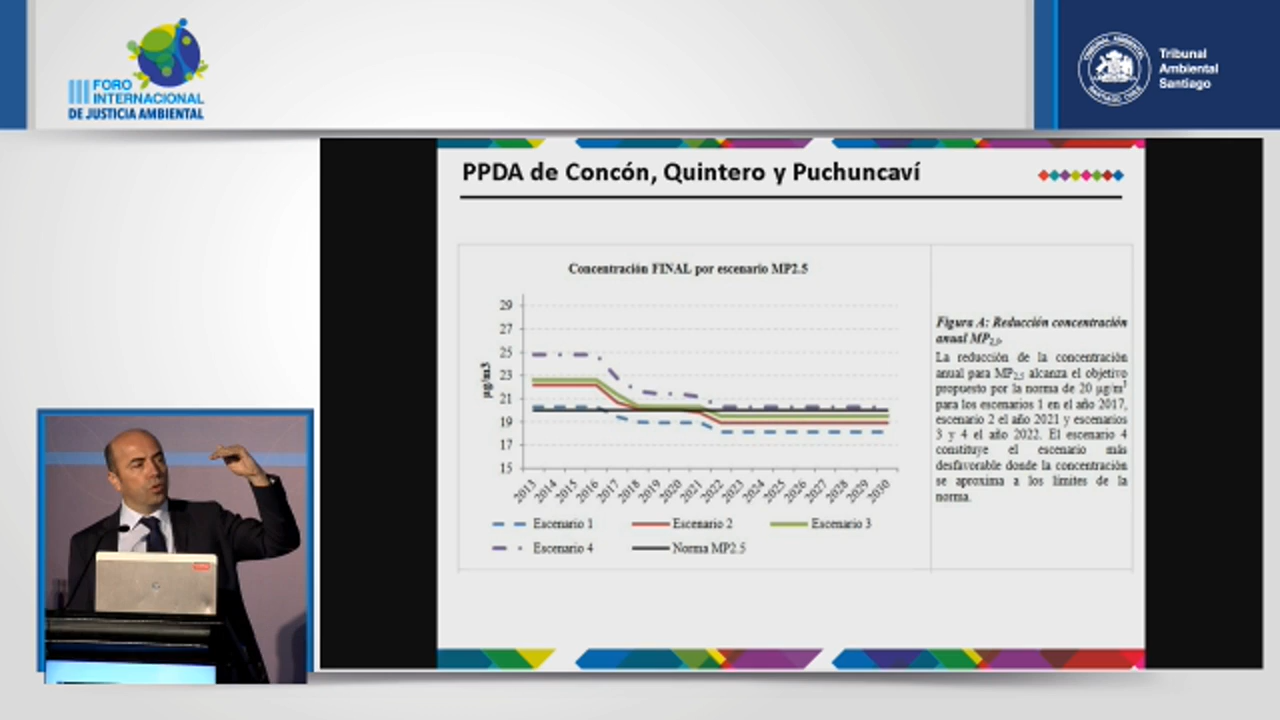 III FORO
INTERNACIONAL
DE JUSTICIA AMBIENTAL
TRIBUNAL AMBIENTAL
SANTIAGO CHILE
Tribunal
Ambiental
Santiago
PPDA de Concón, Quintero y Puchuncaví
Concentración FINAL por escenario MP2.5
µg/m3
29
27
25
23
21
19
17
15
2013 2014 2015 2016 2017 2018 2019 2020 2021 2022 2023 2024 2025 2026 2027 2028 2029 2030
Escenario 1 Escenario 2 Escenario 3
Escenario 4 Norma MP2.5
Figura A: Reducción concentración
anual MP2,5.
La reducción de la concentración
anual para MP2.5 alcanza el objetivo
propuesto por la norma de 20 µg/m³
para los escenarios 1 en el año 2017,
escenario 2 el año 2021 y escenarios
3 y 4 el año 2022. El escenario 4
constituye el escenario más
desfavorable donde la concentración
se aproxima a los límites de la
norma.